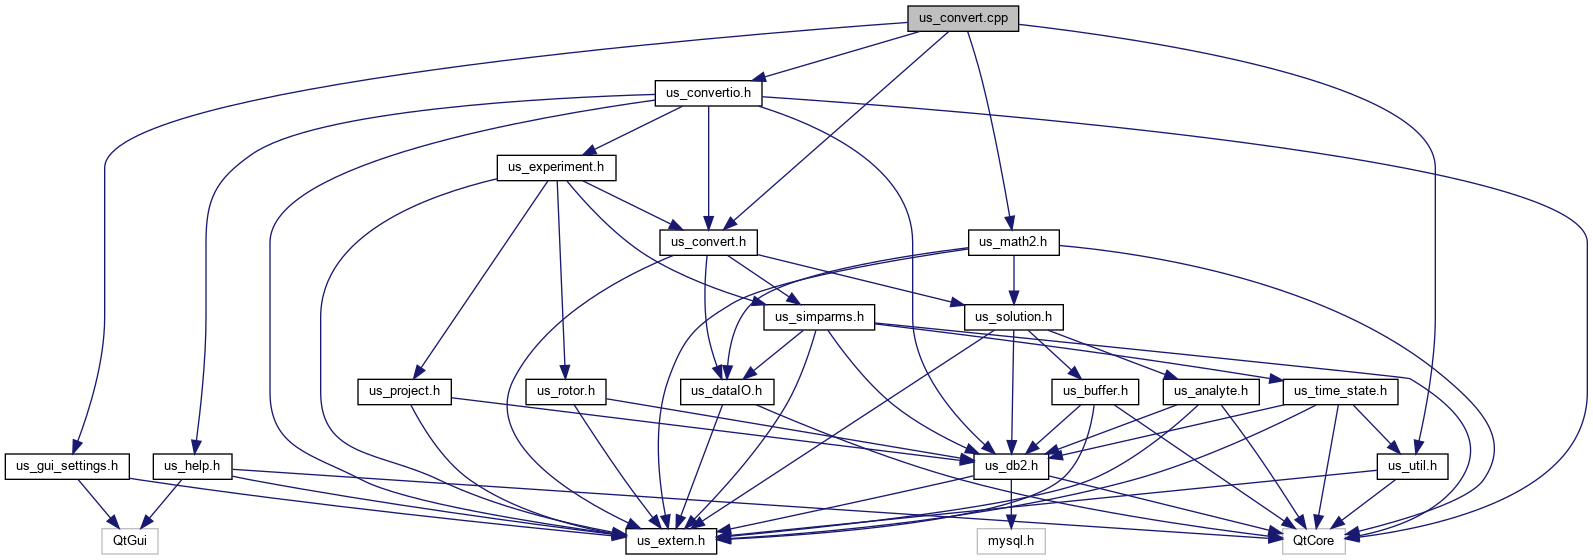 us_convert.cpp
us_convertio.h
us_experiment.h
us_convert.h
us_math2.h
us_simparms.h
us_solution.h
us_project.h
us_rotor.h
us_dataIO.h
us_buffer.h
us_analyte.h
us_time_state.h
us_gui_settings.h
us_help.h
us_db2.h
us_util.h
QtGui
us_extern.h
mysql.h
QtCore